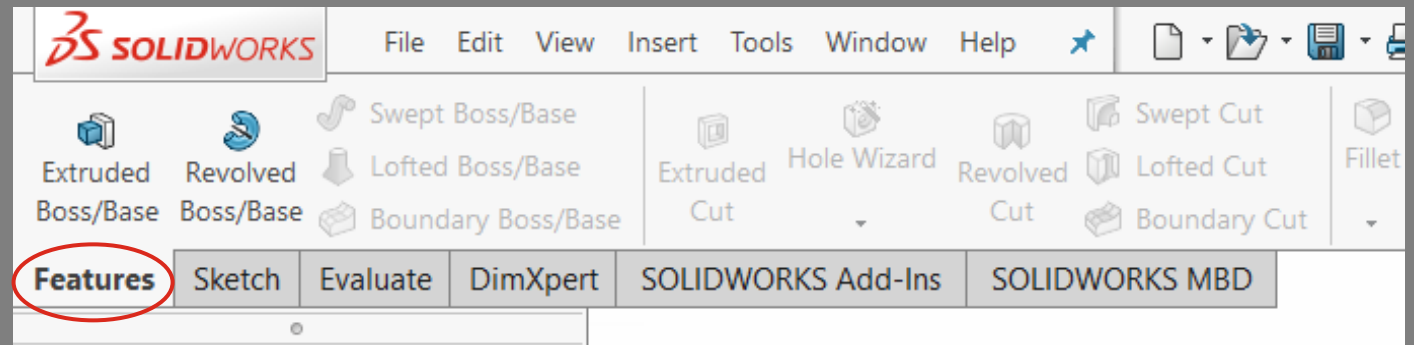 SOLIDWORKS File Edit View Insert Tools Window Help
Extruded Boss/Base
Revolved Boss/Base
Swept Boss/Base
Lofted Boss/Base
Boundary Boss/Base
Extruded Cut
Hole Wizard
Revolved Cut
Swept Cut
Lofted Cut
Boundary Cut
Fillet
Features Sketch Evaluate DimXpert SOLIDWORKS Add-Ins SOLIDWORKS MBD